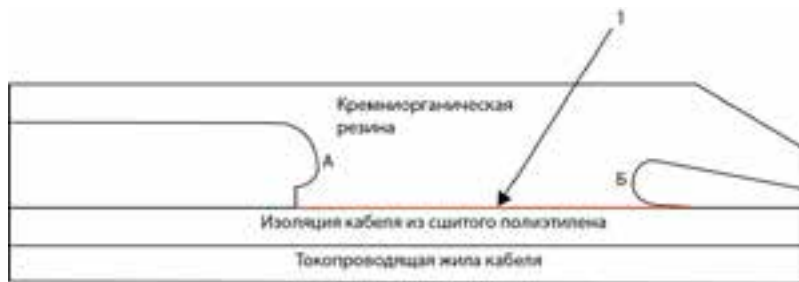 1
Кремниорганическая
резина
А
Б
Изоляция кабеля из сшитого полиэтилена
Токопроводящая жила кабеля